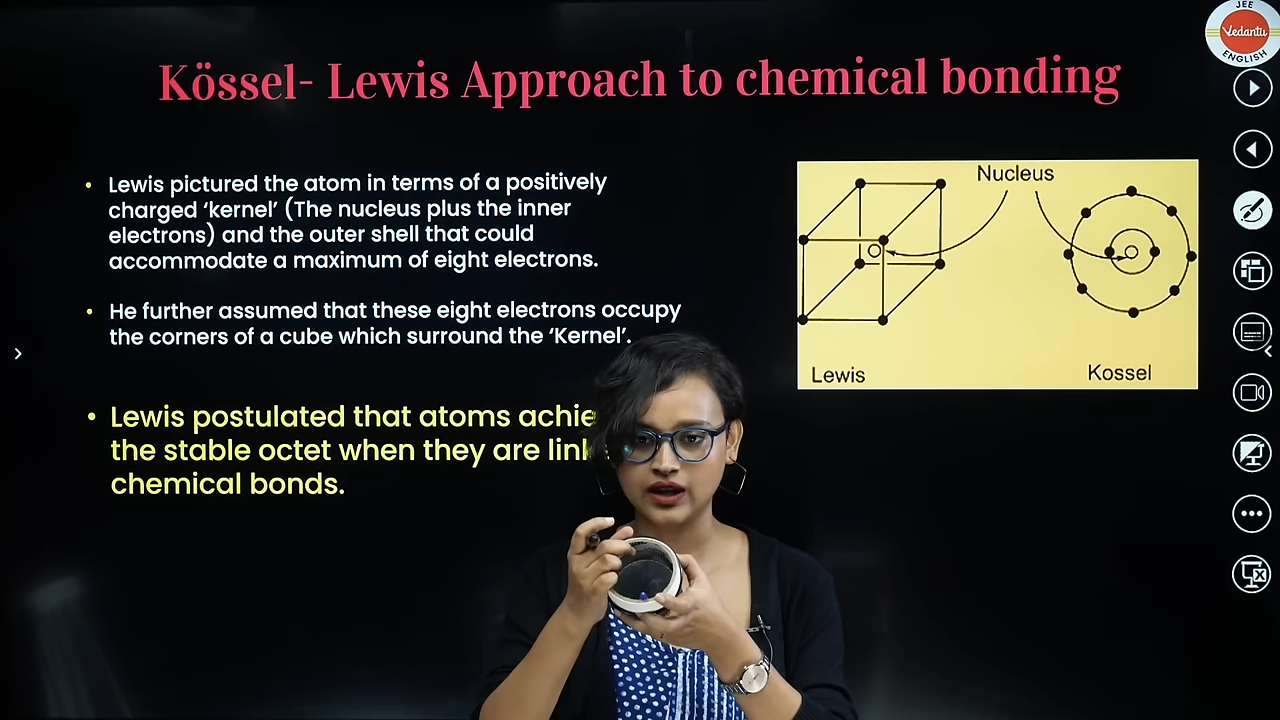 JEE
Vedantu
ENGLISH
Kössel- Lewis Approach to chemical bonding
• Lewis pictured the atom in terms of a positively
charged ‘kernel’ (The nucleus plus the inner
electrons) and the outer shell that could
accommodate a maximum of eight electrons.
• He further assumed that these eight electrons occupy
the corners of a cube which surround the ‘Kernel’.
• Lewis postulated that atoms achie
the stable octet when they are link
chemical bonds.
Nucleus
Lewis
Kossel